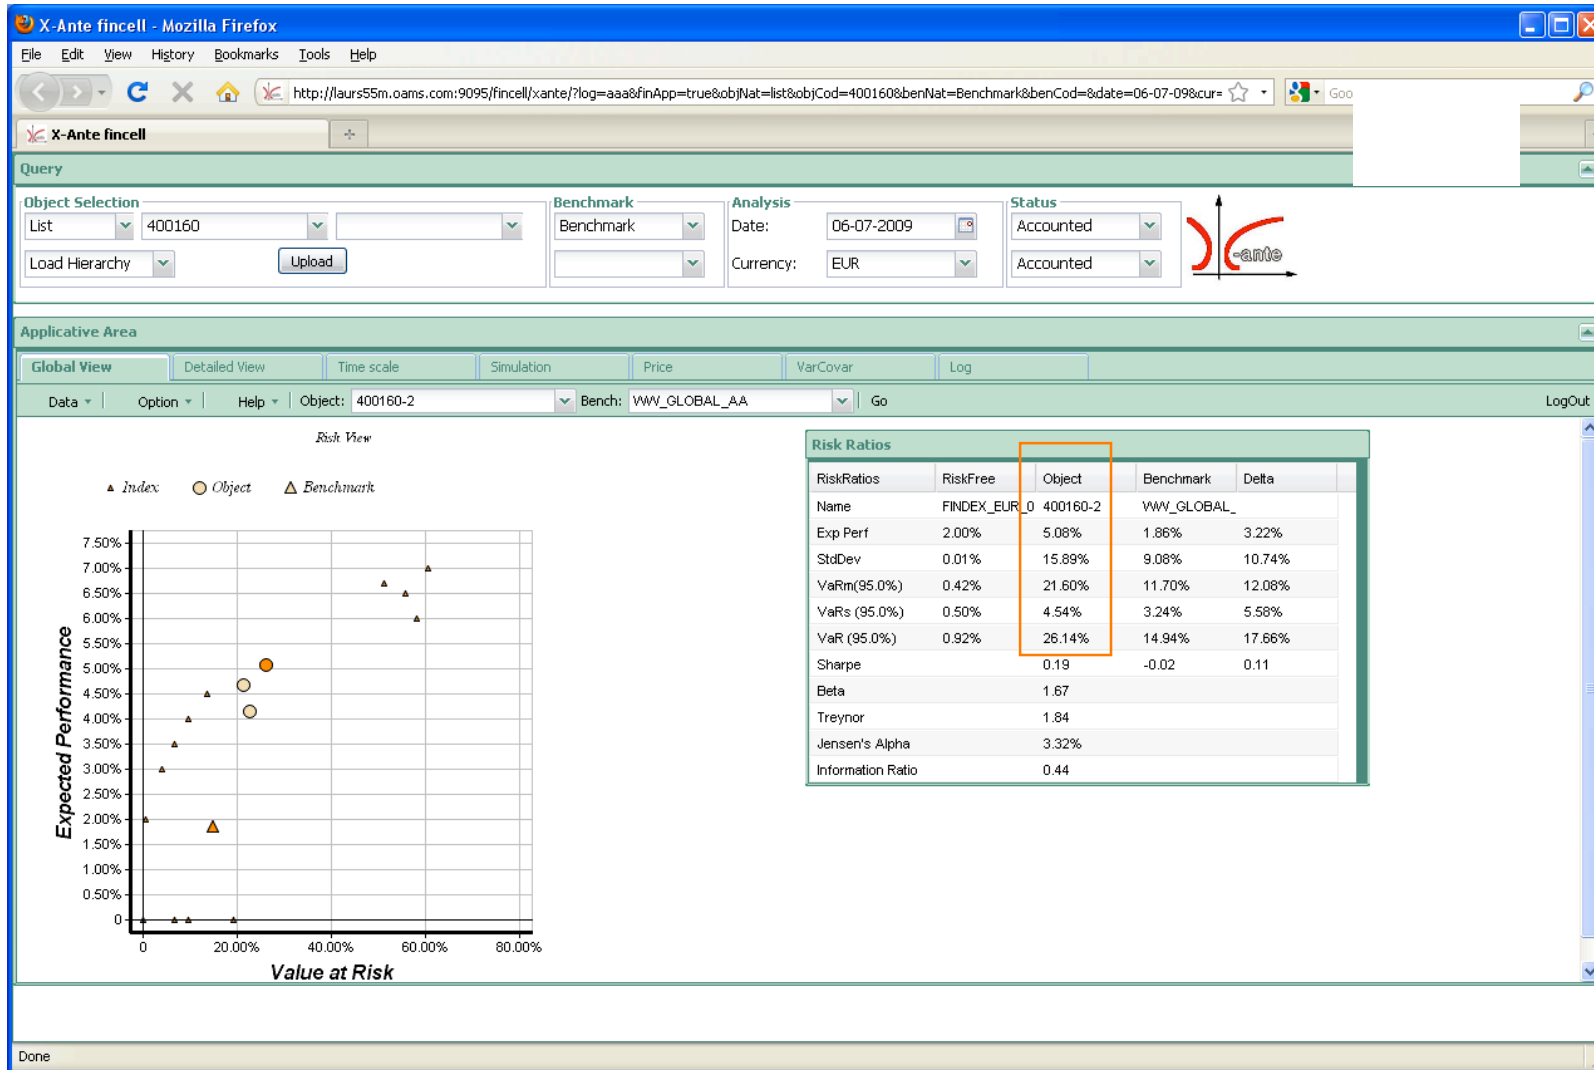 X-Ante fincell - Mozilla Firefox
File Edit View History Bookmarks Tools Help
http://laurs55m.oams.com:9095/fincell/xante/?log=aaa&finApp=true&objNat=list&objCod=400160&benNat=Benchmark&benCod=&date=06-07-09&cur= Goo
X-Ante fincell
Query
Object Selection Benchmark Analysis Status
List 400160 Benchmark Date: 06-07-2009 Accounted
Load Hierarchy Upload Currency: EUR Accounted
-ante
Applicative Area
Global View Detailed View Time scale Simulation Price VarCovar Log
Data Option Help Object: 400160-2 Bench: VWV_GLOBAL_AA Go LogOut
Risk View
Index Object Benchmark
7.50%
7.00%
6.50%
6.00%
5.50%
5.00%
4.50%
4.00%
3.50%
3.00%
2.50%
2.00%
1.50%
1.00%
0.50%
0
Expected Performance
0 20.00% 40.00% 60.00% 80.00%
Value at Risk
Risk Ratios
RiskRatios RiskFree Object Benchmark Delta
Name FINDEX_EUR_0 400160-2 VWV_GLOBAL_
Exp Perf 2.00% 5.08% 1.86% 3.22%
StdDev 0.01% 15.89% 9.08% 10.74%
VaRm(95.0%) 0.42% 21.60% 11.70% 12.08%
VaRs (95.0%) 0.50% 4.54% 3.24% 5.58%
VaR (95.0%) 0.92% 26.14% 14.94% 17.66%
Sharpe 0.19 -0.02 0.11
Beta 1.67
Treynor 1.84
Jensen's Alpha 3.32%
Information Ratio 0.44
Done